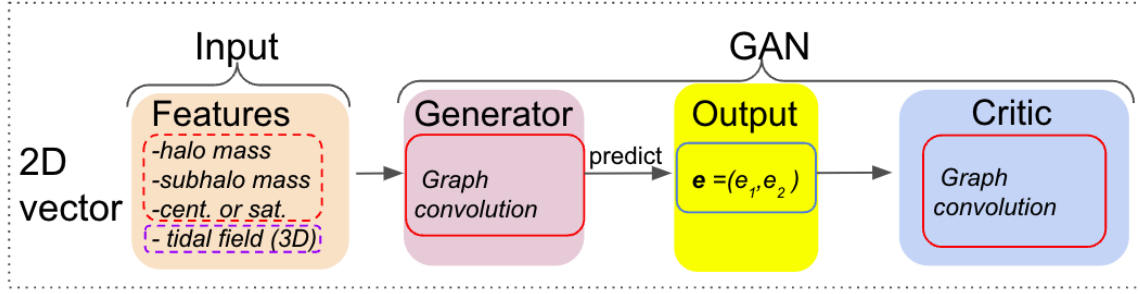 Input
GAN
2D
vector
Features
-halo mass
-subhalo mass
-cent. or sat.
- tidal field (3D)
Generator
Graph
convolution
predict
Output
e =(e₁,e₂ )
Critic
Graph
convolution